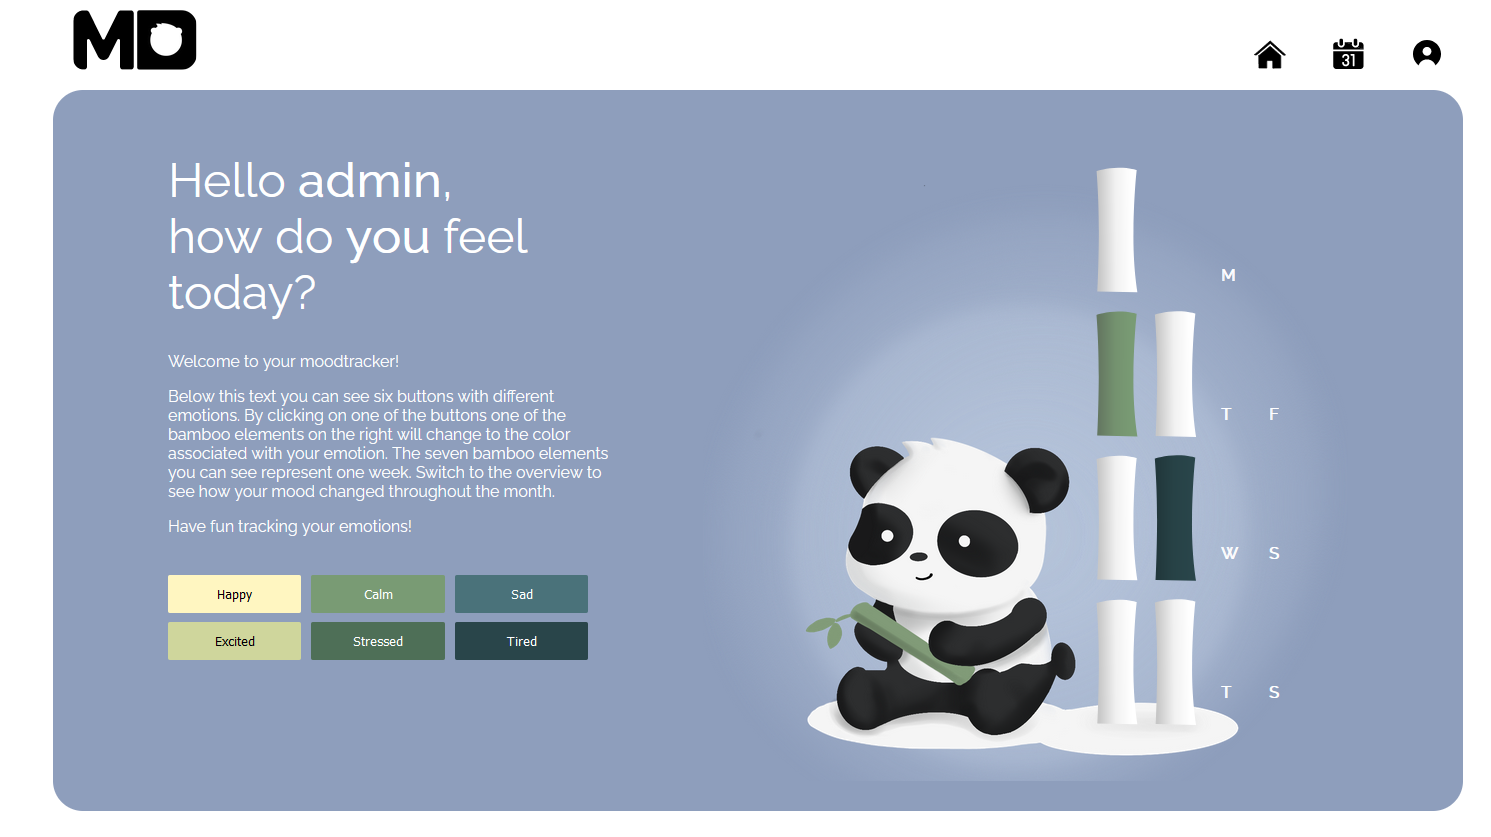 MD
31
Hello admin,
how do you feel
today?
Welcome to your moodtracker!
Below this text you can see six buttons with different
emotions. By clicking on one of the buttons one of the
bamboo elements on the right will change to the color
associated with your emotion. The seven bamboo elements
you can see represent one week. Switch to the overview to
see how your mood changed throughout the month.
Have fun tracking your emotions!
Happy Calm Sad
Excited Stressed Tired
M
T F
W S
T S